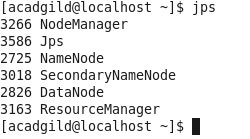 [acadgild@localhost ~]$ jps
3266 NodeManager
3586 Jps
2725 NameNode
3018 SecondaryNameNode
2826 DataNode
3163 ResourceManager
[acadgild@localhost ~]$